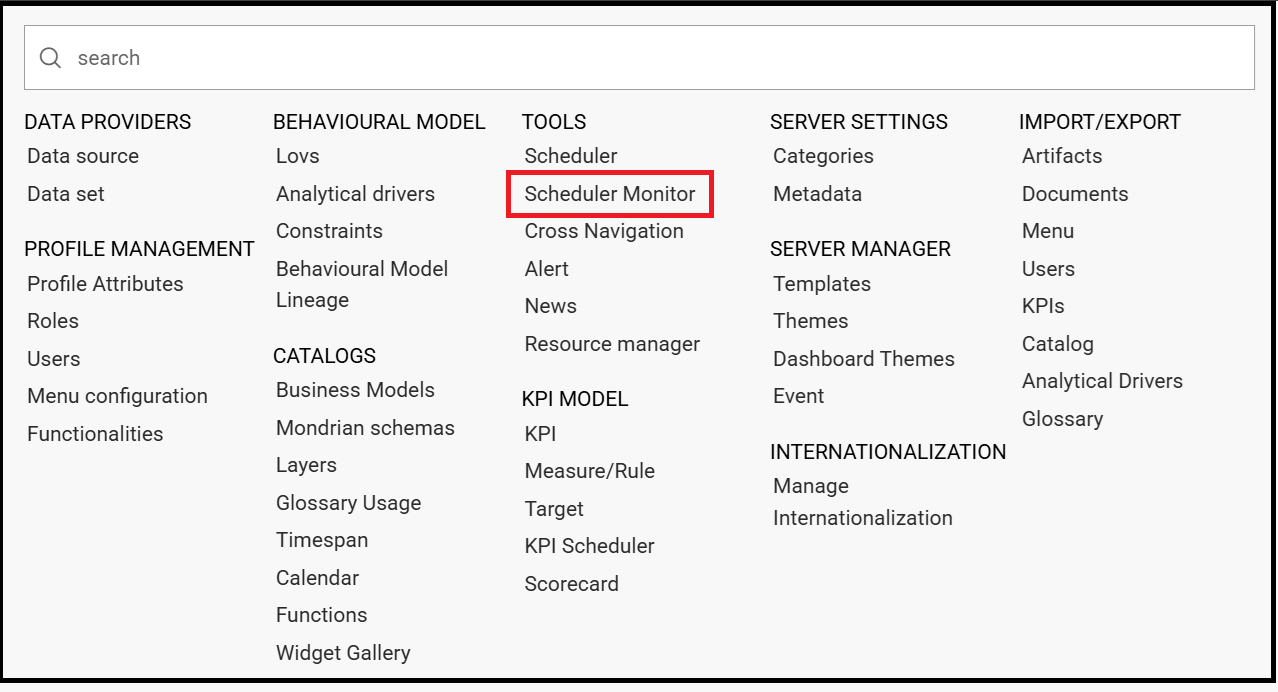 search
DATA PROVIDERS
Data source
Data set
PROFILE MANAGEMENT
Profile Attributes
Roles
Users
Menu configuration
Functionalities
BEHAVIOURAL MODEL
Lovs
Analytical drivers
Constraints
Behavioural Model
Lineage
CATALOGS
Business Models
Mondrian schemas
Layers
Glossary Usage
Timespan
Calendar
Functions
Widget Gallery
TOOLS
Scheduler
Scheduler Monitor
Cross Navigation
Alert
News
Resource manager
KPI MODEL
KPI
Measure/Rule
Target
KPI Scheduler
Scorecard
SERVER SETTINGS
Categories
Metadata
SERVER MANAGER
Templates
Themes
Dashboard Themes
Event
INTERNATIONALIZATION
Manage
Internationalization
IMPORT/EXPORT
Artifacts
Documents
Menu
Users
KPIs
Catalog
Analytical Drivers
Glossary